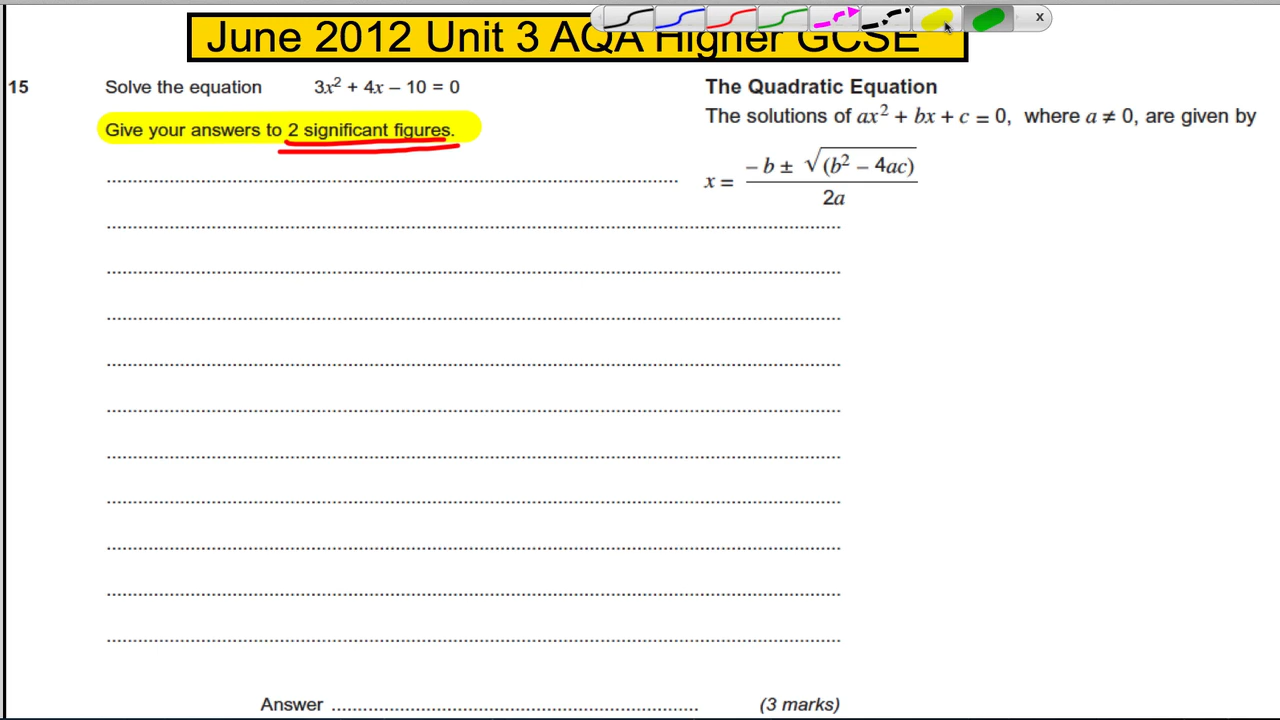 June 2012 Unit 3 AQA Higher GCSE
x
15 Solve the equation 3x² + 4x – 10 = 0
Give your answers to 2 significant figures.
Answer (3 marks)
The Quadratic Equation
The solutions of ax² + bx + c = 0, where a ≠ 0, are given by
x = – b ± √(b² – 4ac)
2a